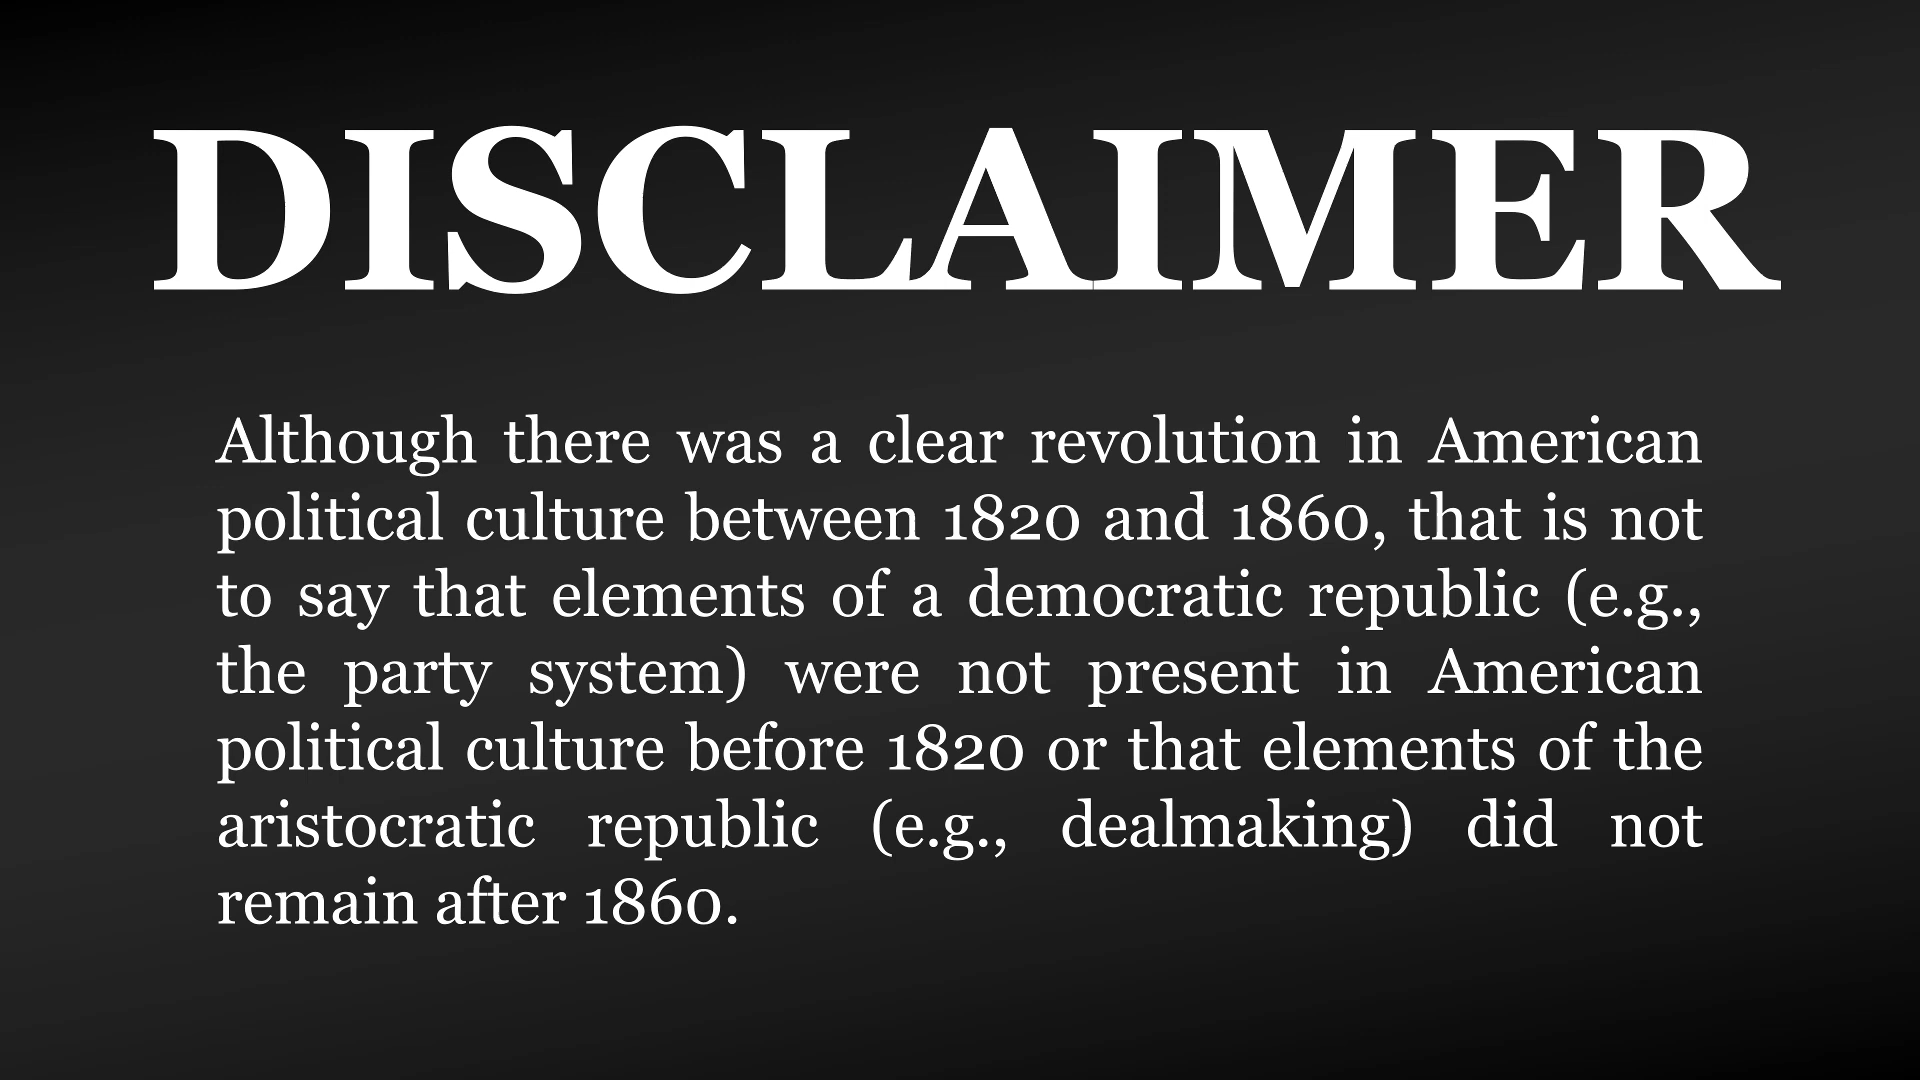 DISCLAIMER
Although there was a clear revolution in American
political culture between 1820 and 1860, that is not
to say that elements of a democratic republic (e.g.,
the party system) were not present in American
political culture before 1820 or that elements of the
aristocratic republic (e.g., dealmaking) did not
remain after 1860.